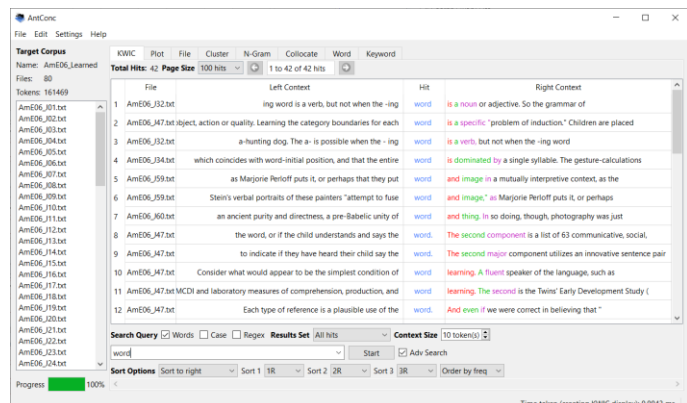 AntConc
File Edit Settings Help
Target Corpus
Name: AmE06_Learned
Files: 80
Tokens: 161469
AmE06_J01.txt
AmE06_J02.txt
AmE06_J03.txt
AmE06_J04.txt
AmE06_J05.txt
AmE06_J06.txt
AmE06_J07.txt
AmE06_J08.txt
AmE06_J09.txt
AmE06_J10.txt
AmE06_J11.txt
AmE06_J12.txt
AmE06_J13.txt
AmE06_J14.txt
AmE06_J15.txt
AmE06_J16.txt
AmE06_J17.txt
AmE06_J18.txt
AmE06_J19.txt
AmE06_J20.txt
AmE06_J21.txt
AmE06_J22.txt
AmE06_J23.txt
AmE06_J24.txt
Progress 100%
KWIC Plot File Cluster N-Gram Collocate Word Keyword
Total Hits: 42 Page Size 100 hits 1 to 42 of 42 hits
File Left Context Hit Right Context
1 AmE06_J32.txt ing word is a verb, but not when the -ing word is a noun or adjective. So the grammar of
2 AmE06_J47.txt object, action or quality. Learning the category boundaries for each word is a specific "problem of induction." Children are placed
3 AmE06_J32.txt a-hunting dog. The a- is possible when the - ing word is a verb, but not when the -ing word
4 AmE06_J34.txt which coincides with word-initial position, and that the entire word is dominated by a single syllable. The gesture-calculations
5 AmE06_J59.txt as Marjorie Perloff puts it, or perhaps that they put word and image in a mutually interpretive context, as the
6 AmE06_J59.txt Stein's verbal portraits of these painters "attempt to fuse word and image," as Marjorie Perloff puts it, or perhaps
7 AmE06_J60.txt an ancient purity and directness, a pre-Babelic unity of word and thing. In so doing, though, photography was just
8 AmE06_J47.txt the word, or if the child understands and says the word. The second component is a list of 63 communicative, social,
9 AmE06_J47.txt to indicate if they have heard their child say the word. The second major component utilizes an innovative sentence pair
10 AmE06_J47.txt Consider what would appear to be the simplest condition of word learning. A fluent speaker of the language, such as
11 AmE06_J47.txt MCDI and laboratory measures of comprehension, production, and word learning. The second is the Twins' Early Development Study (
12 AmE06_J47.txt Each type of reference is a plausible use of the word. And even if we were correct in believing that "
Search Query Words Case Regex Results Set All hits Context Size 10 token(s)
word Start Adv Search
Sort Options Sort to right Sort 1 1R Sort 2 2R Sort 3 3R Order by freq